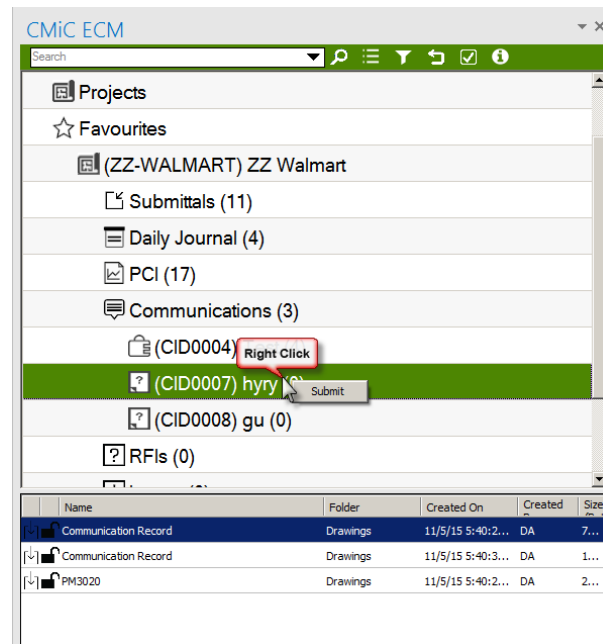 CMiC ECM
Search
Projects
Favourites
(ZZ-WALMART) ZZ Walmart
Submittals (11)
Daily Journal (4)
PCI (17)
Communications (3)
(CID0004)
Right Click
(CID0007) hyry
Submit
(CID0008) gu (0)
RFIs (0)
Name Folder Created On Created Size
Communication Record Drawings 11/5/15 5:40:2... DA 7...
Communication Record Drawings 11/5/15 5:40:3... DA 1...
PM3020 Drawings 11/5/15 5:40:2... DA 2...